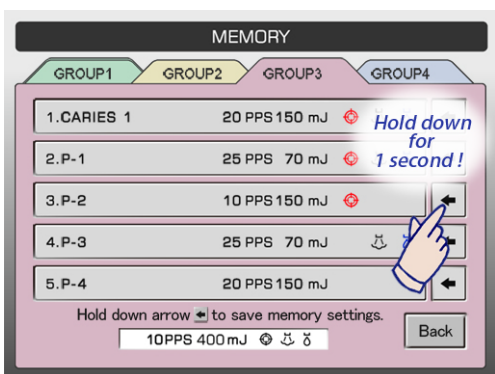 MEMORY
GROUP1 GROUP2 GROUP3 GROUP4
1.CARIES 1 20 PPS 150 mJ
2.P-1 25 PPS 70 mJ
3.P-2 10 PPS 150 mJ
4.P-3 25 PPS 70 mJ
5.P-4 20 PPS 150 mJ
Hold down
for
1 second !
Hold down arrow to save memory settings.
10PPS 400 mJ
Back